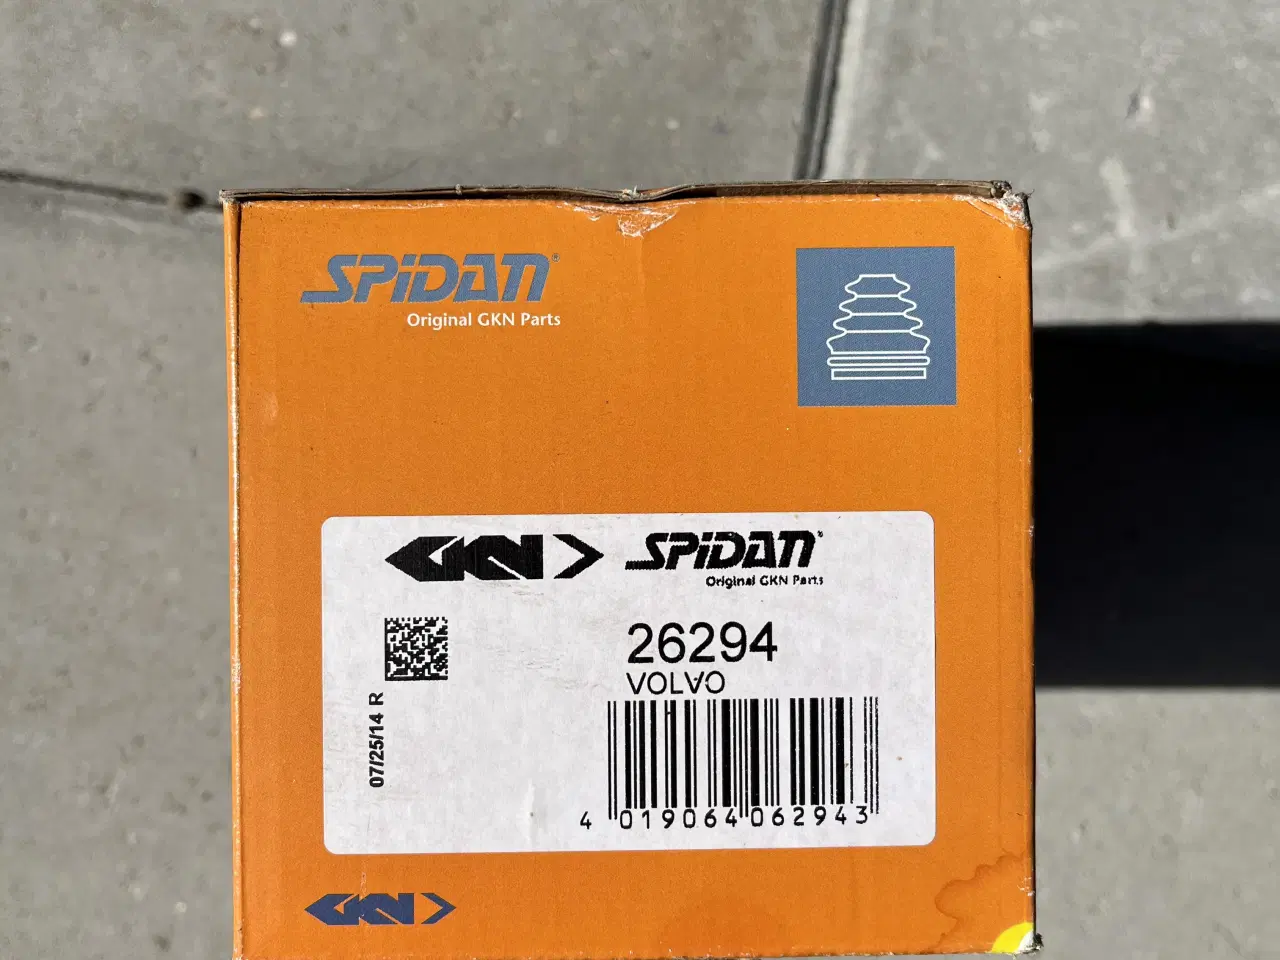 SPiDAN®
Original GKN Parts
GKN
SPiDAN®
Original GKN Parts
26294
VOLVO
07/25/14 R
4 019064 062943
GKN